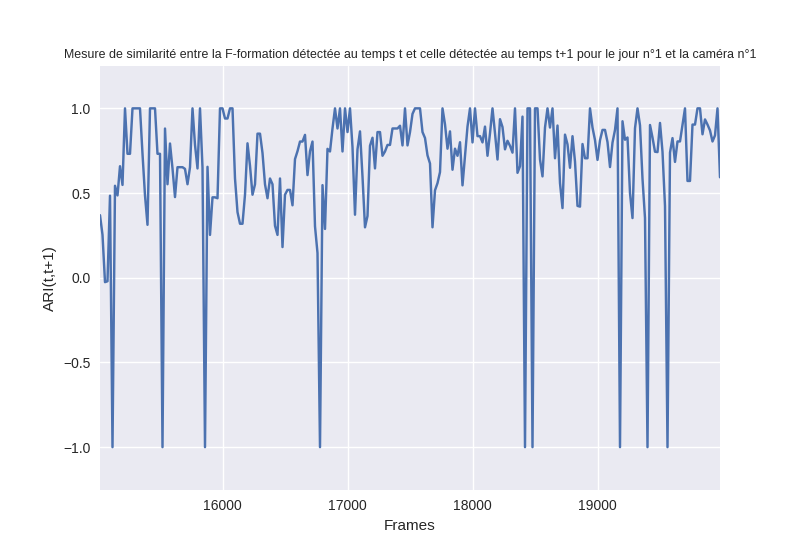 Mesure de similarité entre la F-formation détectée au temps t et celle détectée au temps t+1 pour le jour n°1 et la caméra n°1
1.0
0.5
0.0
−0.5
−1.0
ARI(t,t+1)
16000 17000 18000 19000
Frames